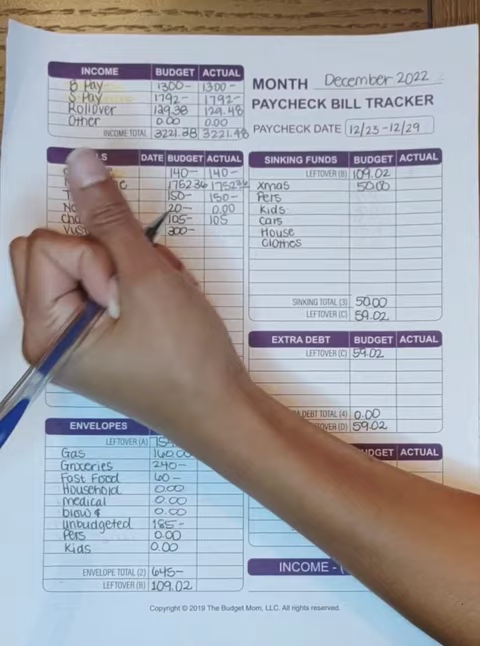 MONTH December 2022
PAYCHECK BILL TRACKER
PAYCHECK DATE 12/23-12/29
INCOME BUDGET ACTUAL
B Pay 1300- 1300-
S Pay 1792- 1792-
Rollover 129.38 129.48
Other 0.00 0.00
INCOME TOTAL 3221.38 3221.48
DATE BUDGET ACTUAL
140- 140-
150- 150-
20- 0.00
105- 105
300-
ENVELOPES
LEFTOVER (A)
Gas 160.00
Groceries 240-
Fast Food 60-
Household 0.00
medical 0.00
blow $ 0.00
unbudgeted 185-
Pers 0.00
Kids 0.00
ENVELOPE TOTAL (2) 645-
LEFTOVER (B) 109.02
SINKING FUNDS BUDGET ACTUAL
LEFTOVER (B) 109.02
Xmas 50.00
Pers
Kids
Cars
House
Clothes
SINKING TOTAL (3) 50.00
LEFTOVER (C) 59.02
EXTRA DEBT BUDGET ACTUAL
LEFTOVER (C) 59.02
DEBT TOTAL (4) 0.00
(D) 59.02
ACTUAL
INCOME -
Copyright © 2019 The Budget Mom, LLC. All rights reserved.